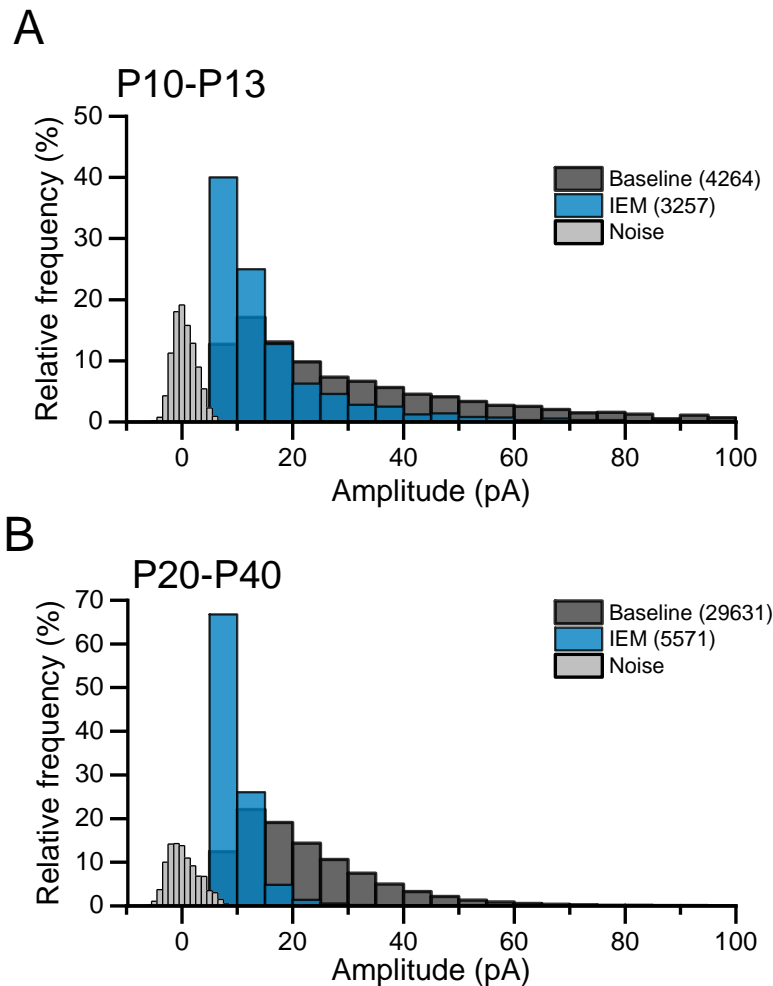 A
P10-P13
Relative frequency (%)
50
40
30
20
10
0
Baseline (4264)
IEM (3257)
Noise
0 20 40 60 80 100
Amplitude (pA)
B
P20-P40
Relative frequency (%)
70
60
50
40
30
20
10
0
Baseline (29631)
IEM (5571)
Noise
0 20 40 60 80 100
Amplitude (pA)